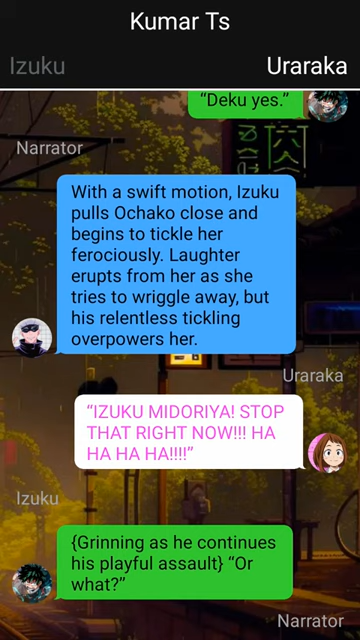 Kumar Ts
Izuku
Uraraka
“Deku yes.”
Narrator
With a swift motion, Izuku
pulls Ochako close and
begins to tickle her
ferociously. Laughter
erupts from her as she
tries to wriggle away, but
his relentless tickling
overpowers her.
Uraraka
“IZUKU MIDORIYA! STOP
THAT RIGHT NOW!!! HA
HA HA HA!!!!”
Izuku
{Grinning as he continues
his playful assault} “Or
what?”
Uraraka